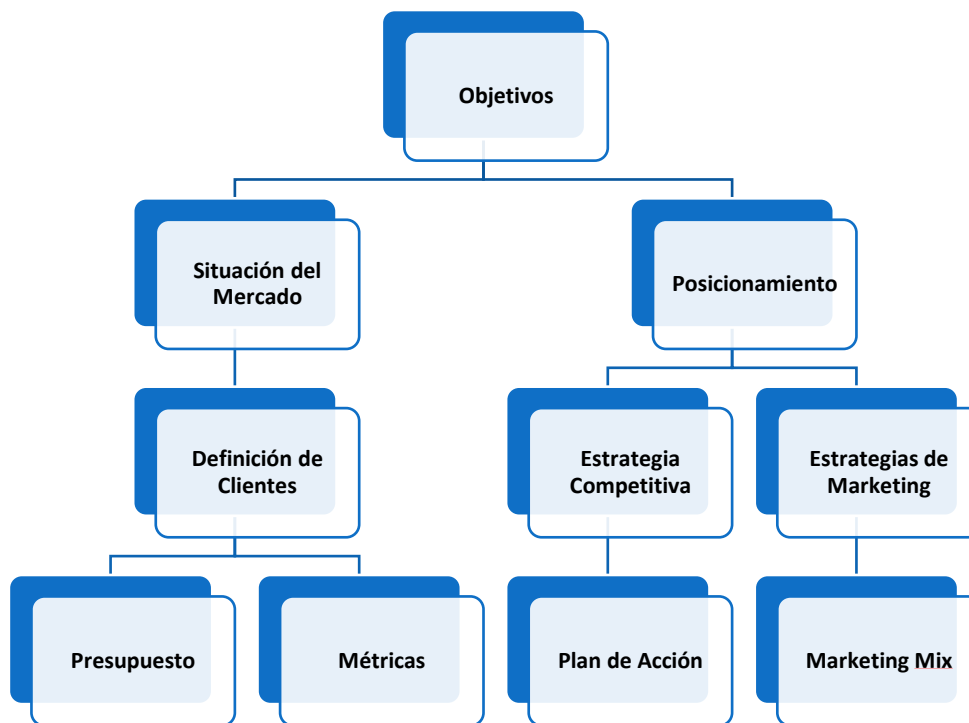 Objetivos
Situación del
Mercado
Posicionamiento
Definición de
Clientes
Estrategia
Competitiva
Estrategias de
Marketing
Presupuesto
Métricas
Plan de Acción
Marketing Mix